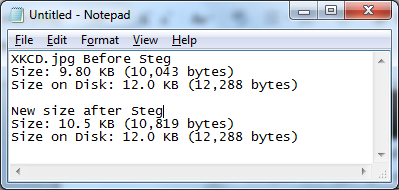 Untitled - Notepad
File Edit Format View Help
XKCD.jpg Before Steg
Size: 9.80 KB (10,043 bytes)
Size on Disk: 12.0 KB (12,288 bytes)
New size after Steg
Size: 10.5 KB (10,819 bytes)
Size on Disk: 12.0 KB (12,288 bytes)